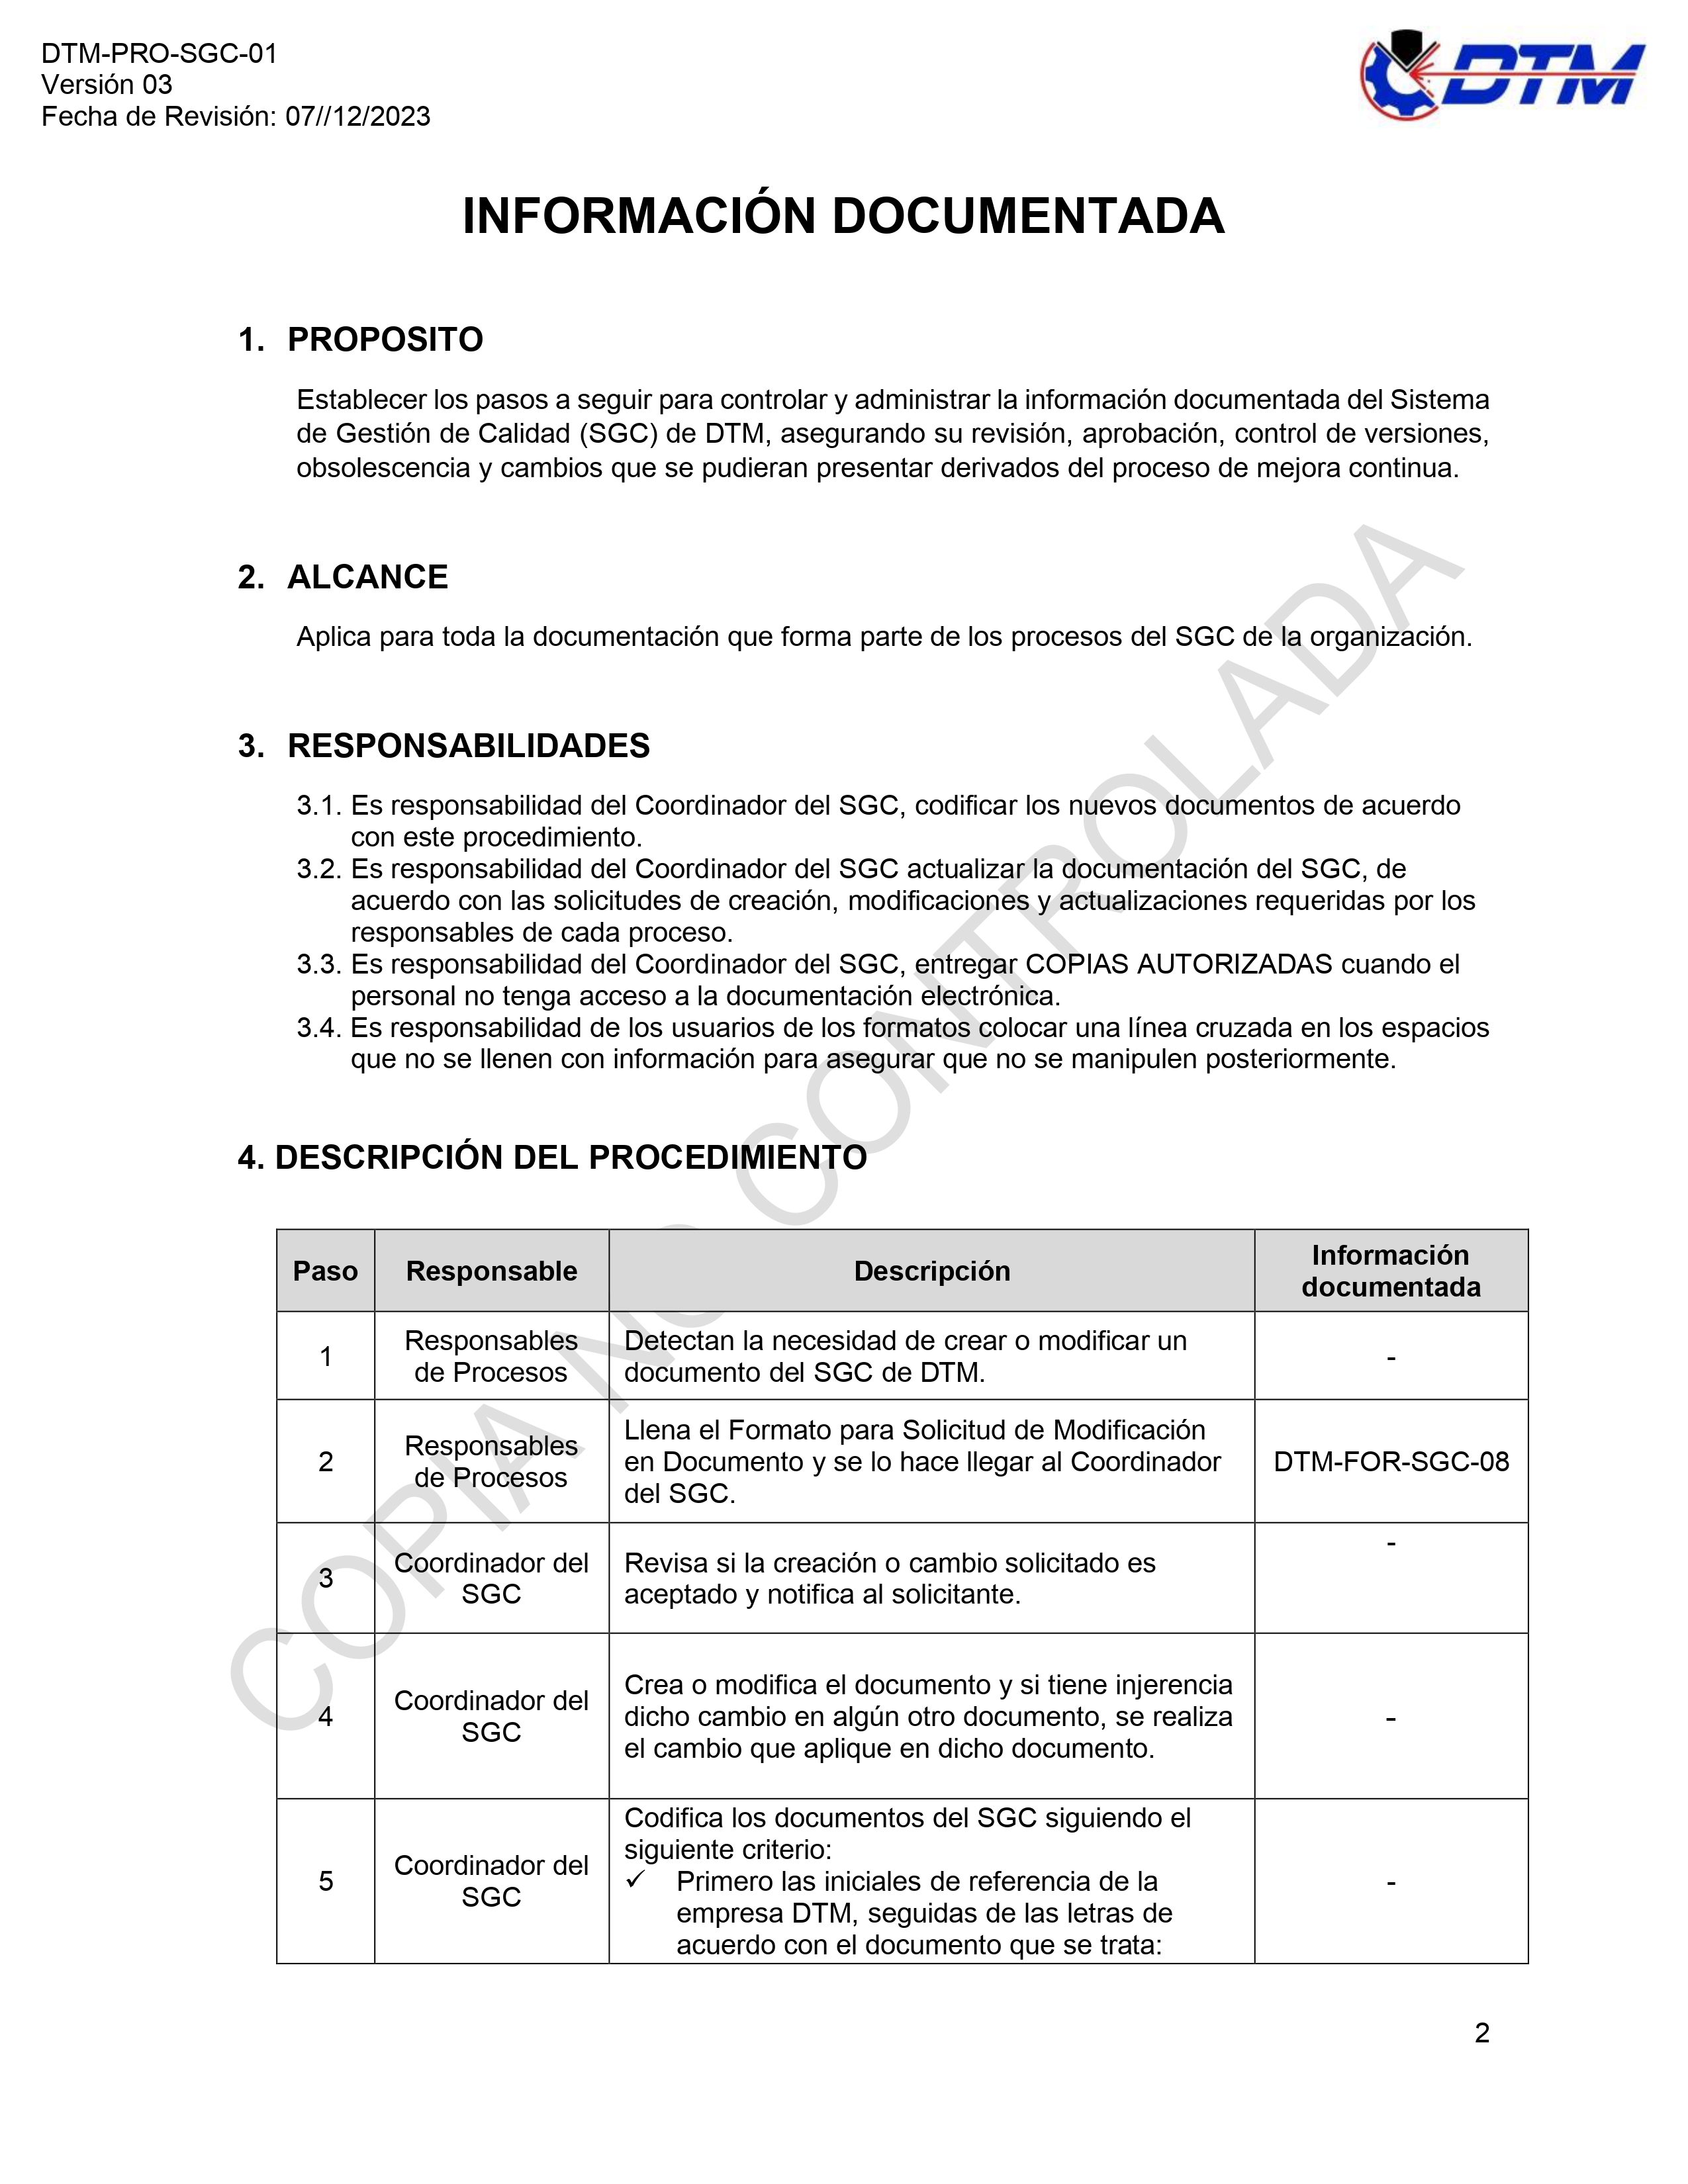 DTM-PRO-SGC-01
Versión 03
Fecha de Revisión: 07//12/2023
DTM
INFORMACIÓN DOCUMENTADA
1. PROPOSITO
Establecer los pasos a seguir para controlar y administrar la información documentada del Sistema
de Gestión de Calidad (SGC) de DTM, asegurando su revisión, aprobación, control de versiones,
obsolescencia y cambios que se pudieran presentar derivados del proceso de mejora continua.
2. ALCANCE
Aplica para toda la documentación que forma parte de los procesos del SGC de la organización.
3. RESPONSABILIDADES
3.1. Es responsabilidad del Coordinador del SGC, codificar los nuevos documentos de acuerdo
con este procedimiento.
3.2. Es responsabilidad del Coordinador del SGC actualizar la documentación del SGC, de
acuerdo con las solicitudes de creación, modificaciones y actualizaciones requeridas por los
responsables de cada proceso.
3.3. Es responsabilidad del Coordinador del SGC, entregar COPIAS AUTORIZADAS cuando el
personal no tenga acceso a la documentación electrónica.
3.4. Es responsabilidad de los usuarios de los formatos colocar una línea cruzada en los espacios
que no se llenen con información para asegurar que no se manipulen posteriormente.
4. DESCRIPCIÓN DEL PROCEDIMIENTO
Paso
Responsable
Descripción
Información
documentada
1
Responsables
de Procesos
Detectan la necesidad de crear o modificar un
documento del SGC de DTM.
-
2
Responsables
de Procesos
Llena el Formato para Solicitud de Modificación
en Documento y se lo hace llegar al Coordinador
del SGC.
DTM-FOR-SGC-08
3
Coordinador del
SGC
Revisa si la creación o cambio solicitado es
aceptado y notifica al solicitante.
-
4
Coordinador del
SGC
Crea o modifica el documento y si tiene injerencia
dicho cambio en algún otro documento, se realiza
el cambio que aplique en dicho documento.
-
5
Coordinador del
SGC
Codifica los documentos del SGC siguiendo el
siguiente criterio:
✓ Primero las iniciales de referencia de la
empresa DTM, seguidas de las letras de
acuerdo con el documento que se trata:
-
COPIA NO CONTROLADA
2